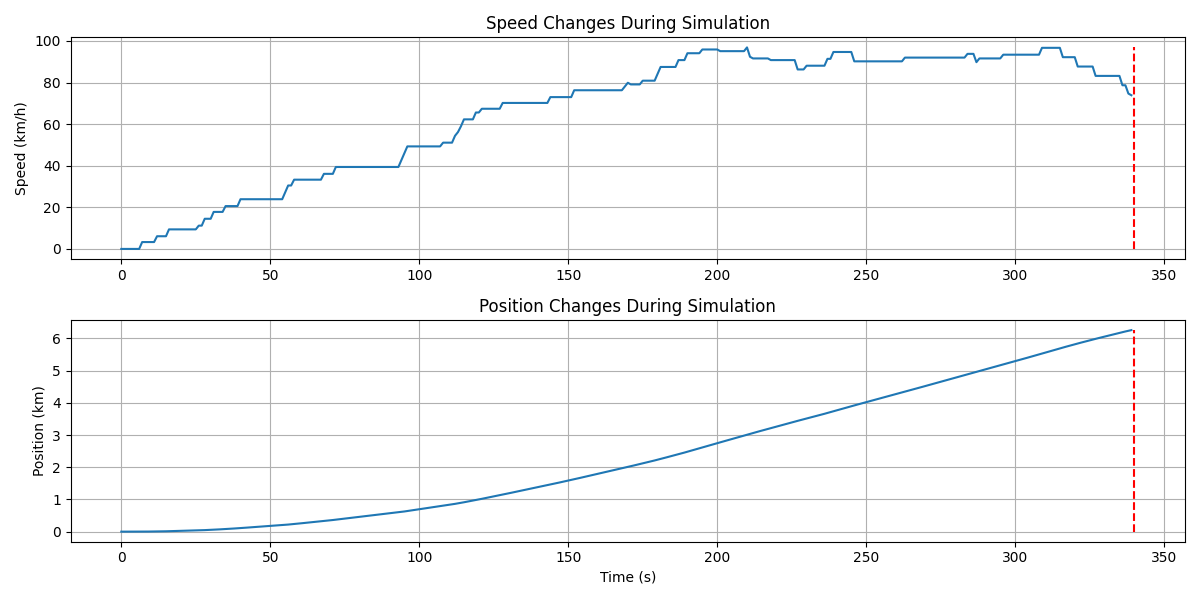 Speed Changes During Simulation
Speed (km/h)
100
80
60
40
20
0
0 50 100 150 200 250 300 350
Position Changes During Simulation
Position (km)
6
5
4
3
2
1
0
0 50 100 150 200 250 300 350
Time (s)